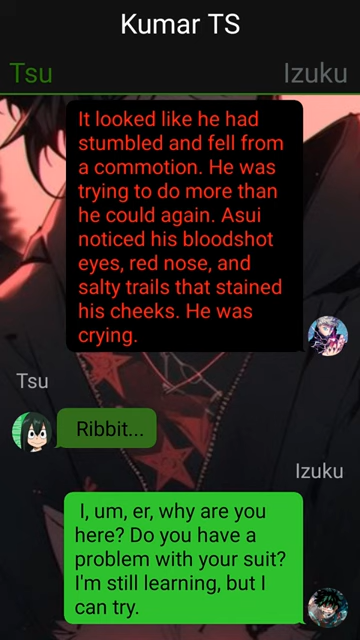 Kumar TS
Tsu
Izuku
It looked like he had
stumbled and fell from
a commotion. He was
trying to do more than
he could again. Asui
noticed his bloodshot
eyes, red nose, and
salty trails that stained
his cheeks. He was
crying.
Tsu
Ribbit...
Izuku
I, um, er, why are you
here? Do you have a
problem with your suit?
I'm still learning, but I
can try.